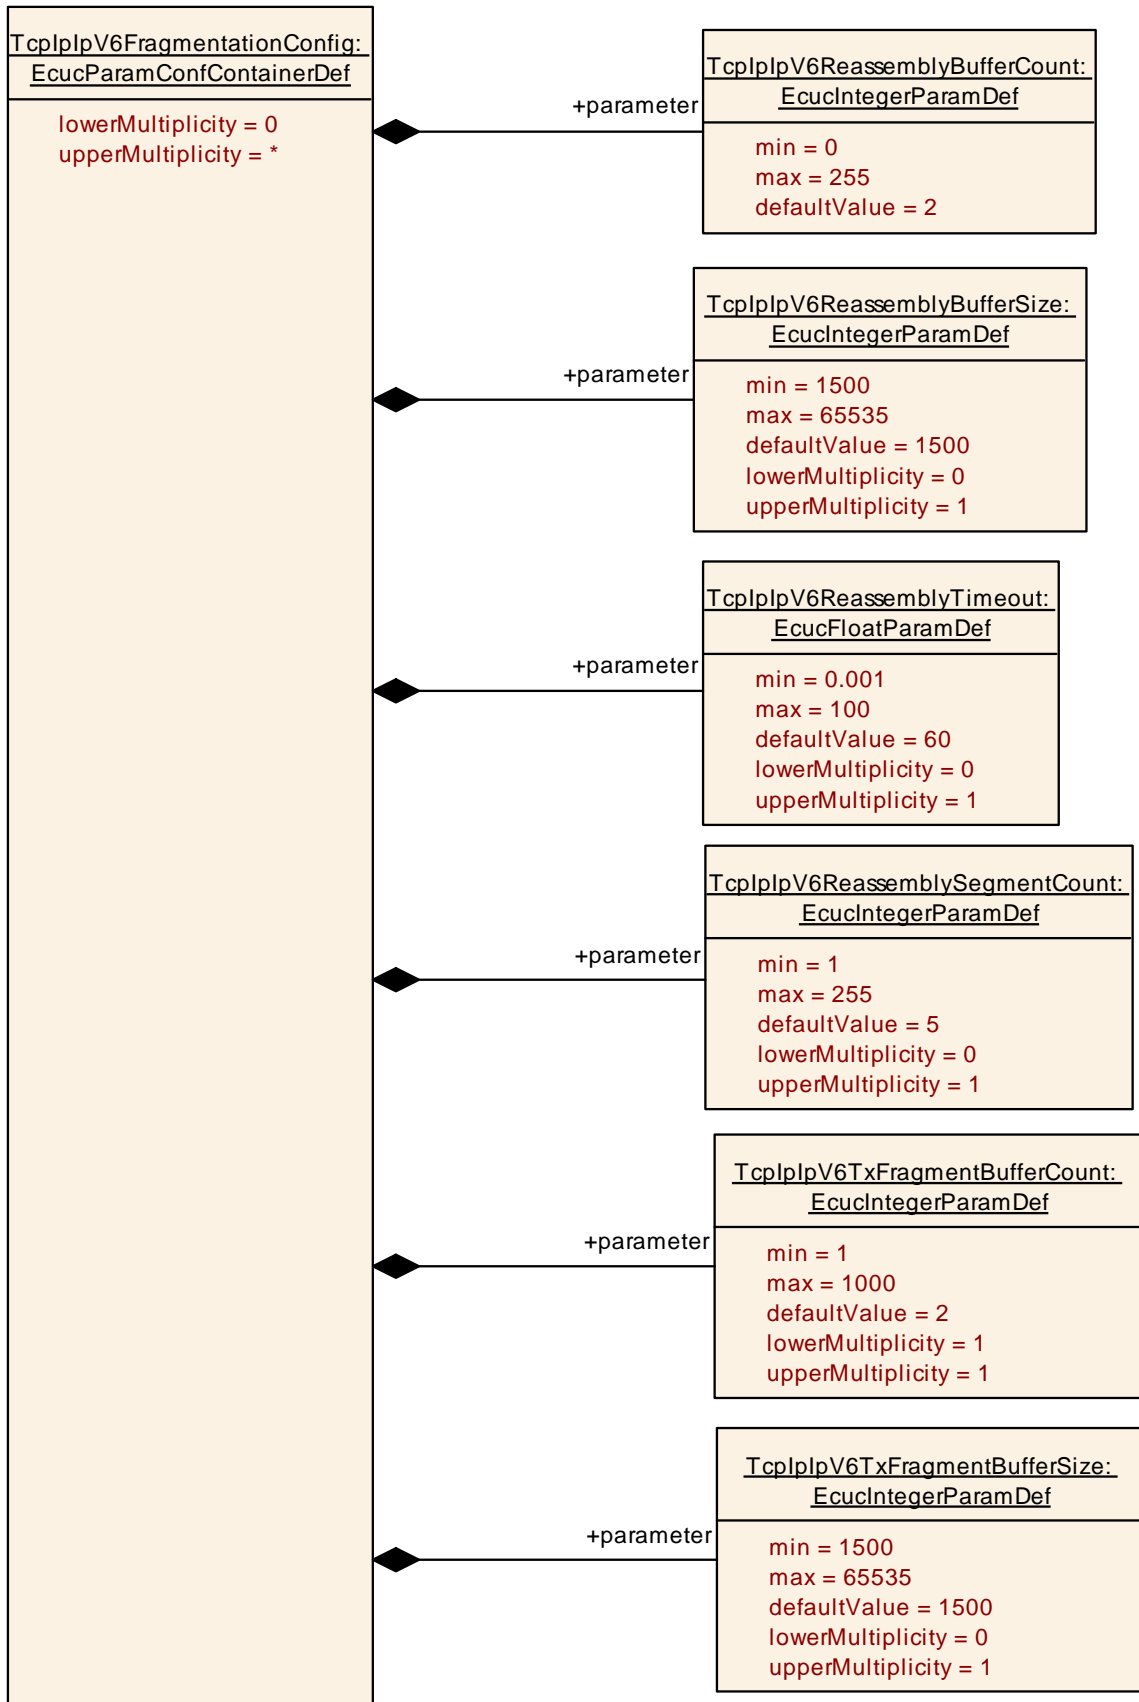 TcpIpIpV6FragmentationConfig:
EcucParamConfContainerDef
lowerMultiplicity = 0
upperMultiplicity = *
+parameter
TcpIpIpV6ReassemblyBufferCount:
EcucIntegerParamDef
min = 0
max = 255
defaultValue = 2
+parameter
TcpIpIpV6ReassemblyBufferSize:
EcucIntegerParamDef
min = 1500
max = 65535
defaultValue = 1500
lowerMultiplicity = 0
upperMultiplicity = 1
+parameter
TcpIpIpV6ReassemblyTimeout:
EcucFloatParamDef
min = 0.001
max = 100
defaultValue = 60
lowerMultiplicity = 0
upperMultiplicity = 1
+parameter
TcpIpIpV6ReassemblySegmentCount:
EcucIntegerParamDef
min = 1
max = 255
defaultValue = 5
lowerMultiplicity = 0
upperMultiplicity = 1
+parameter
TcpIpIpV6TxFragmentBufferCount:
EcucIntegerParamDef
min = 1
max = 1000
defaultValue = 2
lowerMultiplicity = 1
upperMultiplicity = 1
+parameter
TcpIpIpV6TxFragmentBufferSize:
EcucIntegerParamDef
min = 1500
max = 65535
defaultValue = 1500
lowerMultiplicity = 0
upperMultiplicity = 1